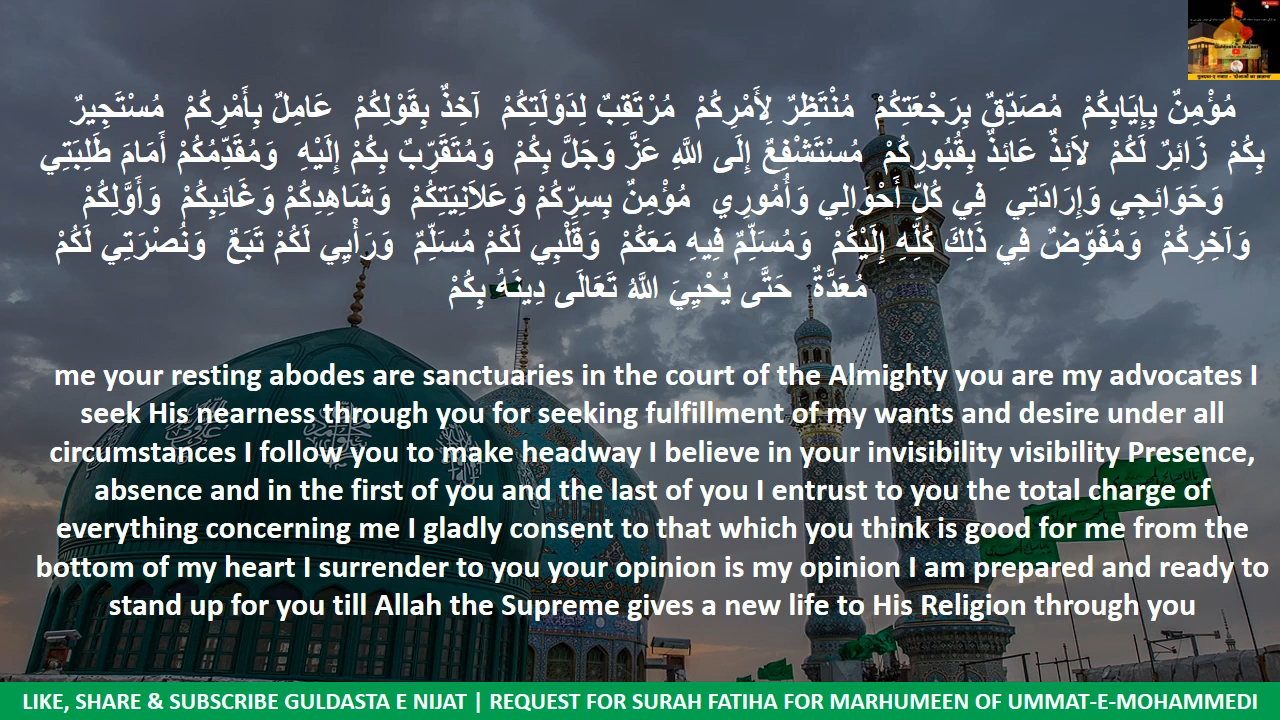 مُؤْمِنٌ بِإِيَابِكُمْ مُصَدِّقٌ بِرَجْعَتِكُمْ مُنْتَظِرٌ لِأَمْرِكُمْ مُرْتَقِبٌ لِدَوْلَتِكُمْ آخِذٌ بِقَوْلِكُمْ عَامِلٌ بِأَمْرِكُمْ مُسْتَجِيرٌ
بِكُمْ زَائِرٌ لَكُمْ لاَئِذٌ عَائِذٌ بِقُبُورِكُمْ مُسْتَشْفِعٌ إِلَى اللَّهِ عَزَّ وَجَلَّ بِكُمْ وَمُتَقَرِّبٌ بِكُمْ إِلَيْهِ وَمُقَدِّمُكُمْ أَمَامَ طَلِبَتِي
وَحَوَائِجِي وَإِرَادَتِي فِي كُلِّ أَحْوَالِي وَأُمُورِي مُؤْمِنٌ بِسِرِّكُمْ وَعَلاَنِيَتِكُمْ وَشَاهِدِكُمْ وَغَائِبِكُمْ وَأَوَّلِكُمْ
وَآخِرِكُمْ وَمُفَوِّضٌ فِي ذَلِكَ كُلِّهِ إِلَيْكُمْ وَمُسَلِّمٌ فِيهِ مَعَكُمْ وَقَلْبِي لَكُمْ مُسَلِّمٌ وَرَأْيِي لَكُمْ تَبَعٌ وَنُصْرَتِي لَكُمْ
مُعَدَّةٌ حَتَّى يُحْيِيَ اللَّهُ تَعَالَى دِينَهُ بِكُمْ
me your resting abodes are sanctuaries in the court of the Almighty you are my advocates I
seek His nearness through you for seeking fulfillment of my wants and desire under all
circumstances I follow you to make headway I believe in your invisibility visibility Presence,
absence and in the first of you and the last of you I entrust to you the total charge of
everything concerning me I gladly consent to that which you think is good for me from the
bottom of my heart I surrender to you your opinion is my opinion I am prepared and ready to
stand up for you till Allah the Supreme gives a new life to His Religion through you
LIKE, SHARE & SUBSCRIBE GULDASTA E NIJAT | REQUEST FOR SURAH FATIHA FOR MARHUMEEN OF UMMAT-E-MOHAMMEDI